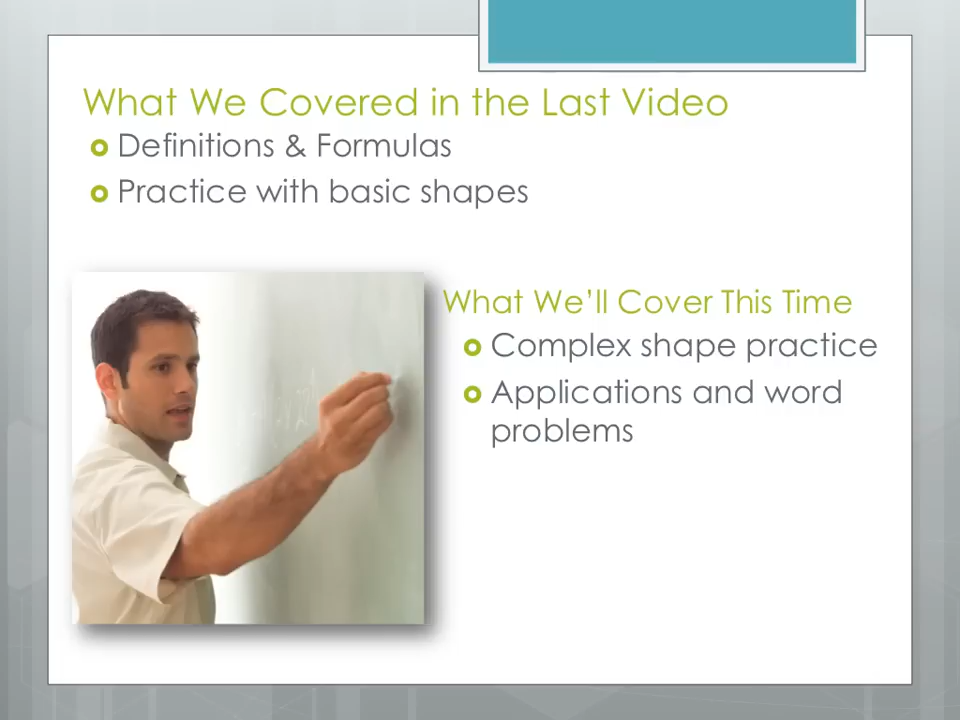 What We Covered in the Last Video
Definitions & Formulas
Practice with basic shapes
What We’ll Cover This Time
Complex shape practice
Applications and word
problems